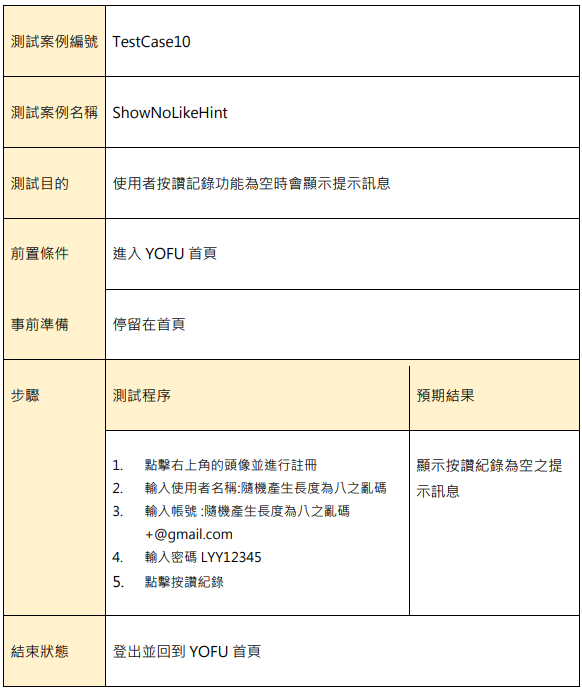 測試案例編號 TestCase10
測試案例名稱 ShowNoLikeHint
測試目的 使用者按讚記錄功能為空時會顯示提示訊息
前置條件 進入 YOFU 首頁
事前準備 停留在首頁
步驟 測試程序 預期結果
1. 點擊右上角的頭像並進行註冊
2. 輸入使用者名稱:隨機產生長度為八之亂碼
3. 輸入帳號 :隨機產生長度為八之亂碼
+@gmail.com
4. 輸入密碼 LYY12345
5. 點擊按讚紀錄
顯示按讚紀錄為空之提
示訊息
結束狀態 登出並回到 YOFU 首頁